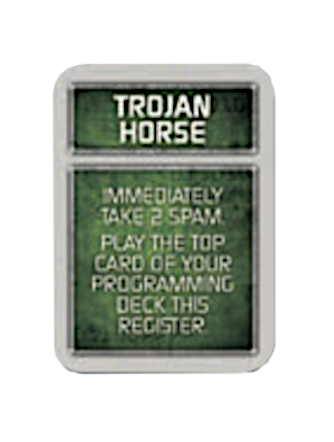 TROJAN
HORSE
IMMEDIATELY
TAKE 2 SPAM.
PLAY THE TOP
CARD OF YOUR
PROGRAMMING
DECK THIS
REGISTER.